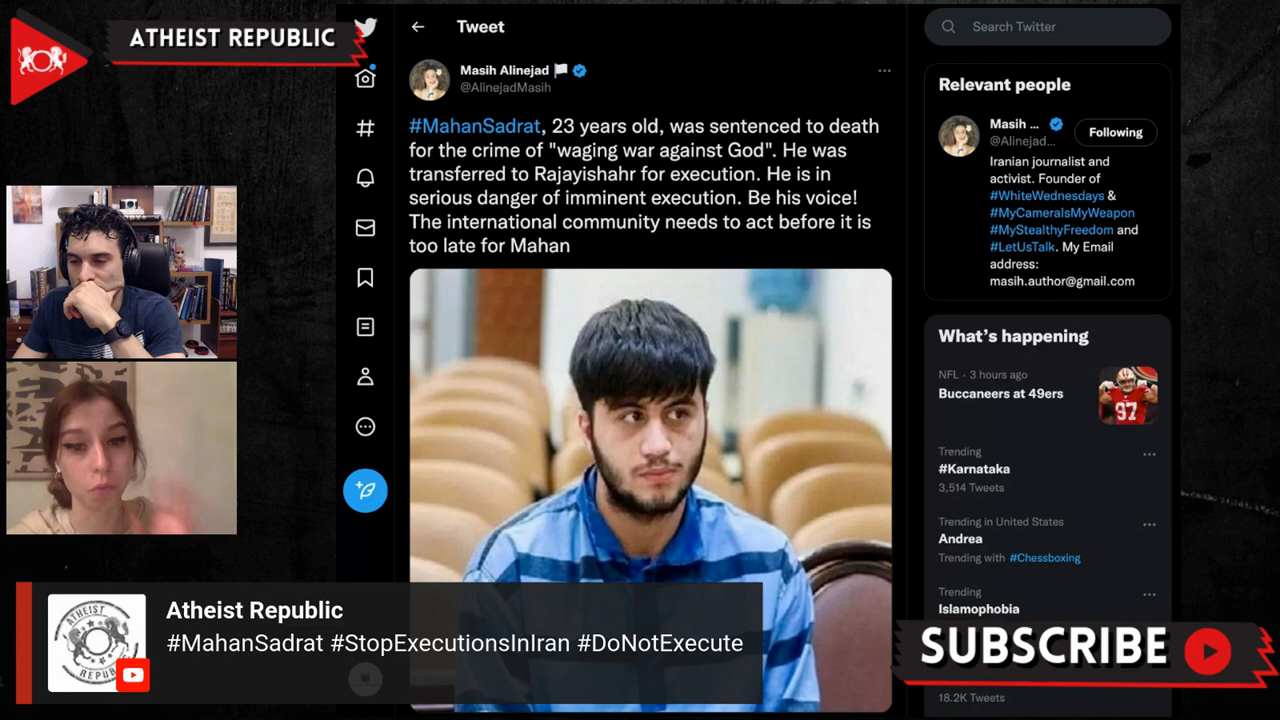 ATHEIST REPUBLIC
Tweet
Search Twitter
Masih Alinejad
@AlinejadMasih
#MahanSadrat, 23 years old, was sentenced to death
for the crime of "waging war against God". He was
transferred to Rajayishahr for execution. He is in
serious danger of imminent execution. Be his voice!
The international community needs to act before it is
too late for Mahan
Relevant people
Masih ...
@Alinejad...
Following
Iranian journalist and
activist. Founder of
#WhiteWednesdays &
#MyCameraIsMyWeapon
#MyStealthyFreedom and
#LetUsTalk. My Email
address:
masih.author@gmail.com
What's happening
NFL · 3 hours ago
Buccaneers at 49ers
97
Trending
#Karnataka
3,514 Tweets
Trending in United States
Andrea
Trending with #Chessboxing
Trending
Islamophobia
18.2K Tweets
ATHEIST
REPUBLIC
Atheist Republic
#MahanSadrat #StopExecutionsInIran #DoNotExecute
SUBSCRIBE